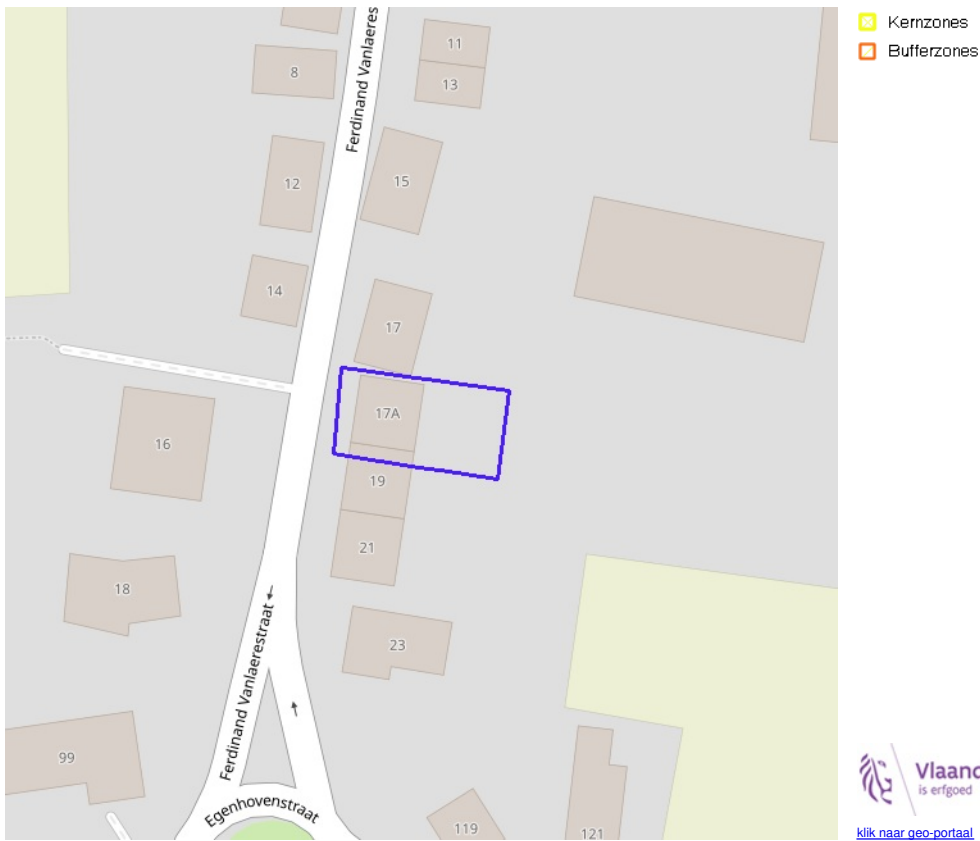 Ferdinand Vanlaeres
11
13
8
12
15
14
17
17A
16
19
21
18
23
Ferdinand Vanlaerestraat
99
Egenhovenstraat
119
121
Kernzones
Bufferzones
Vlaand
is erfgoed
klik naar geo-portaal